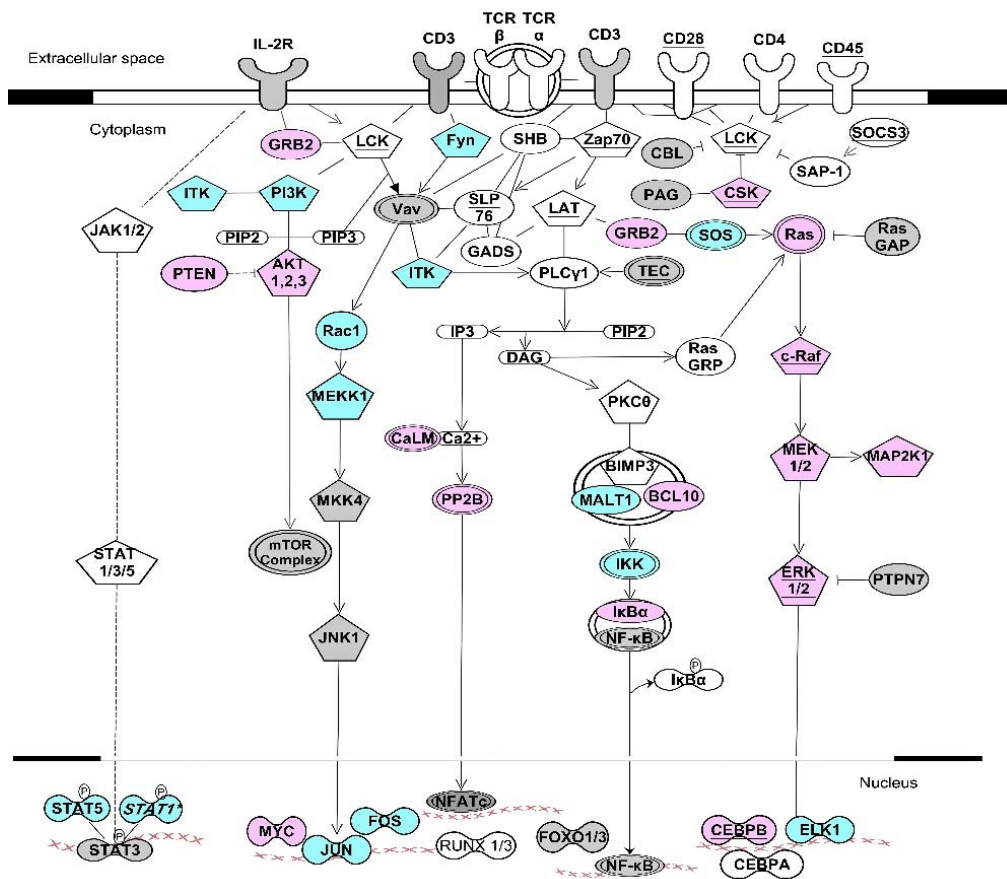 TCR TCR
β α
IL-2R CD3 CD3 CD28 CD4 CD45
Extracellular space
Cytoplasm
GRB2 LCK Fyn SHB Zap70 LCK SOCS3
CBL SAP-1
ITK PI3K Vav SLP
76 LAT PAG CSK
JAK1/2 PIP2 PIP3 GADS GRB2 SOS Ras Ras
GAP
PTEN AKT
1,2,3 ITK PLCγ1 TEC
Rac1 IP3 PIP2
DAG Ras
GRP
MEKK1 PKCθ c-Raf
CaLM Ca2+ MEK
1/2 MAP2K1
BIMP3
MKK4 PP2B MALT1 BCL10
mTOR
Complex
STAT
1/3/5 IKK ERK
1/2 PTPN7
IκBα
JNK1 NF-κB
P
IκBα
Nucleus
P P
STAT5 STAT1* NFATc
P
STAT3 MYC JUN FOS RUNX 1/3 FOXO1/3 NF-κB CEBPB ELK1
CEBPA